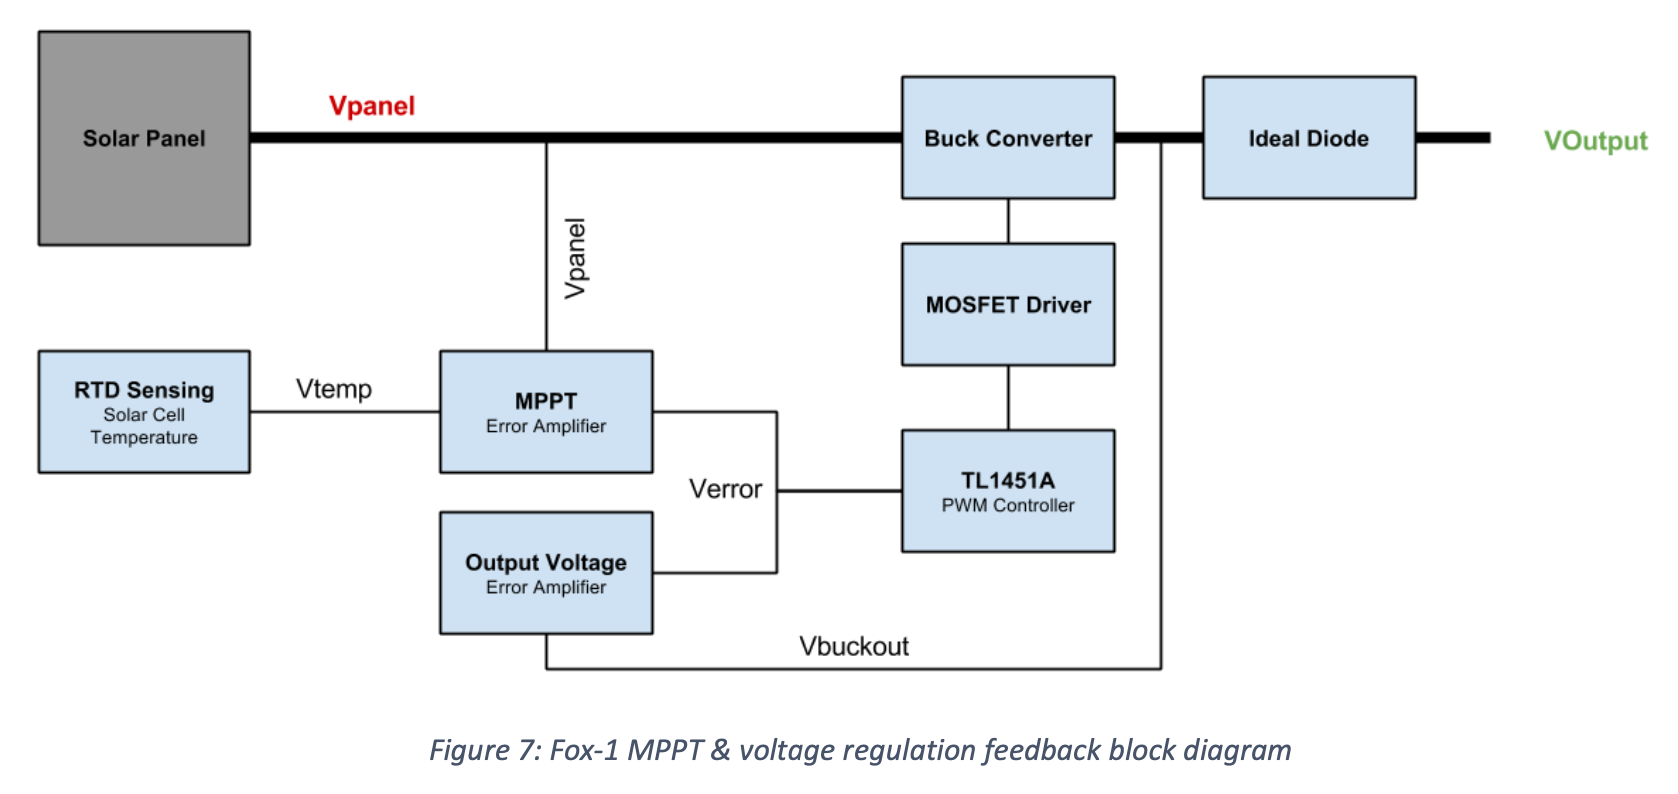 Solar Panel
Vpanel
Buck Converter
Ideal Diode
VOutput
Vpanel
MOSFET Driver
RTD Sensing
Solar Cell
Temperature
Vtemp
MPPT
Error Amplifier
Verror
TL1451A
PWM Controller
Output Voltage
Error Amplifier
Vbuckout
Figure 7: Fox-1 MPPT & voltage regulation feedback block diagram